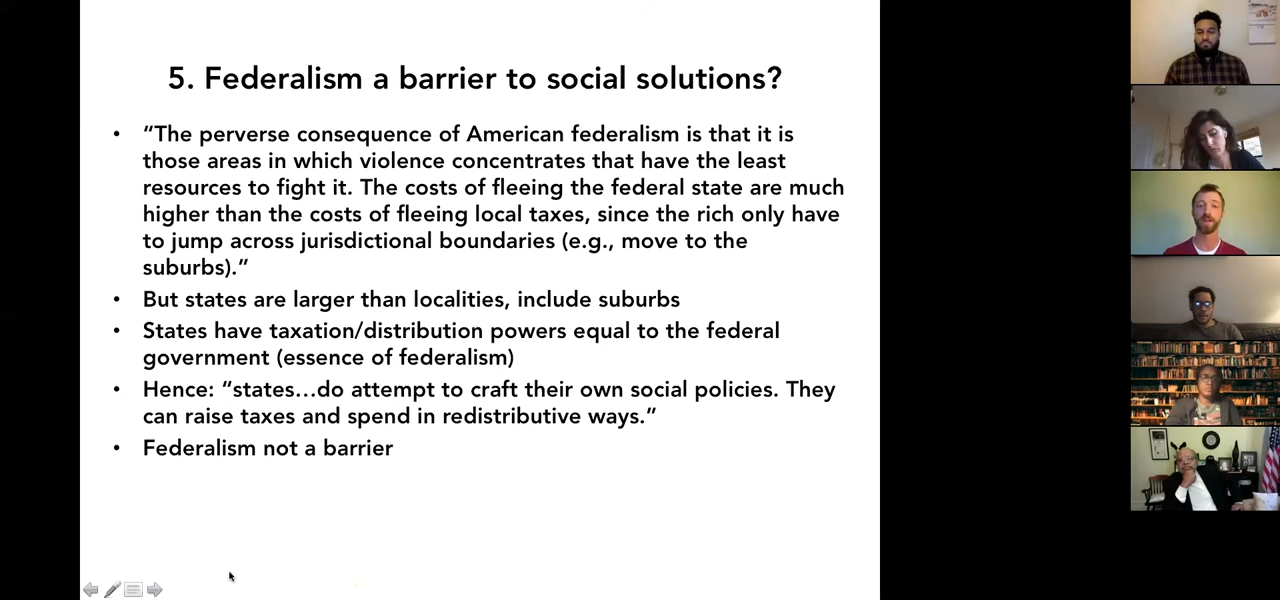 5. Federalism a barrier to social solutions?
• “The perverse consequence of American federalism is that it is
those areas in which violence concentrates that have the least
resources to fight it. The costs of fleeing the federal state are much
higher than the costs of fleeing local taxes, since the rich only have
to jump across jurisdictional boundaries (e.g., move to the
suburbs).”
• But states are larger than localities, include suburbs
• States have taxation/distribution powers equal to the federal
government (essence of federalism)
• Hence: “states...do attempt to craft their own social policies. They
can raise taxes and spend in redistributive ways.”
• Federalism not a barrier